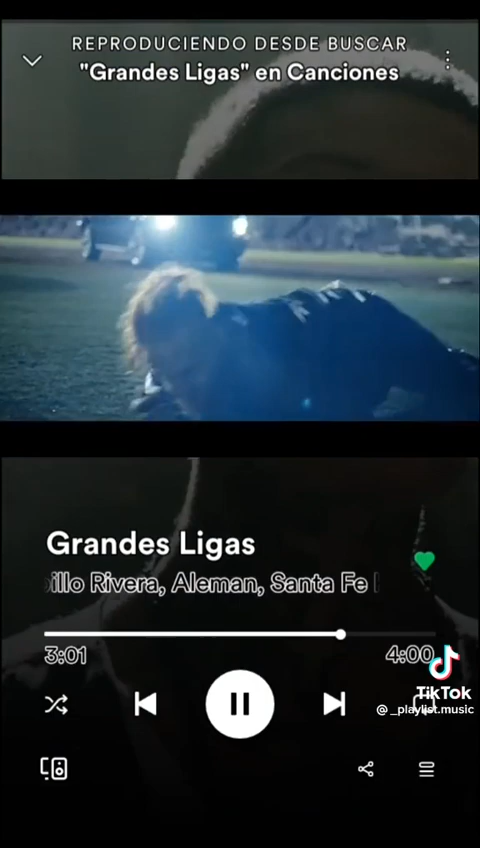 REPRODUCIENDO DESDE BUSCAR
"Grandes Ligas" en Canciones
Grandes Ligas
illo Rivera, Aleman, Santa Fe
3:01
4:00
TikTok
@_playlist.music